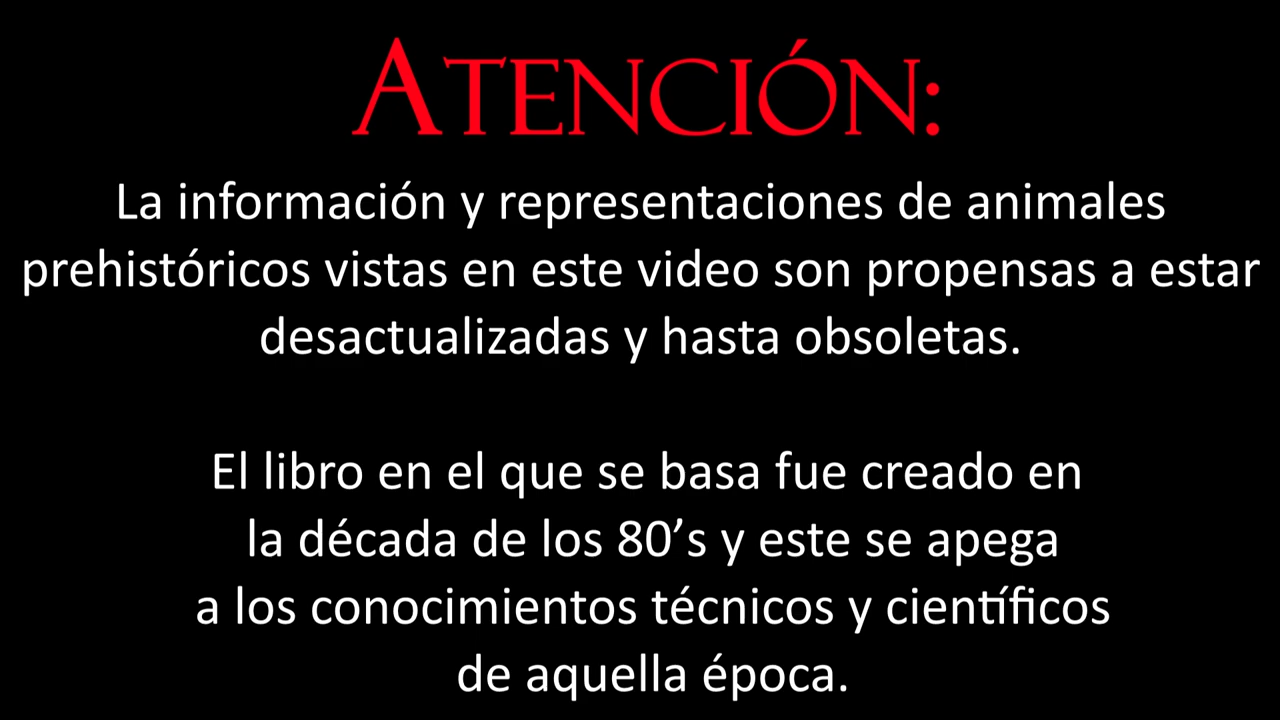 ATENCIÓN:
La información y representaciones de animales
prehistóricos vistas en este video son propensas a estar
desactualizadas y hasta obsoletas.
El libro en el que se basa fue creado en
la década de los 80’s y este se apega
a los conocimientos técnicos y científicos
de aquella época.